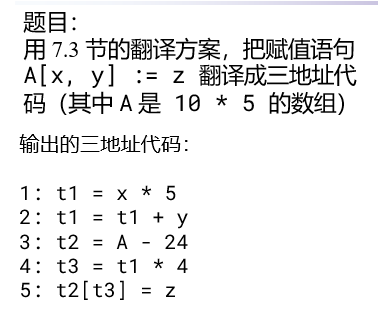 题目:
用 7.3 节的翻译方案，把赋值语句
A[x, y] := z 翻译成三地址代
码（其中 A 是 10 * 5 的数组）
输出的三地址代码：
1: t1 = x * 5
2: t1 = t1 + y
3: t2 = A - 24
4: t3 = t1 * 4
5: t2[t3] = z